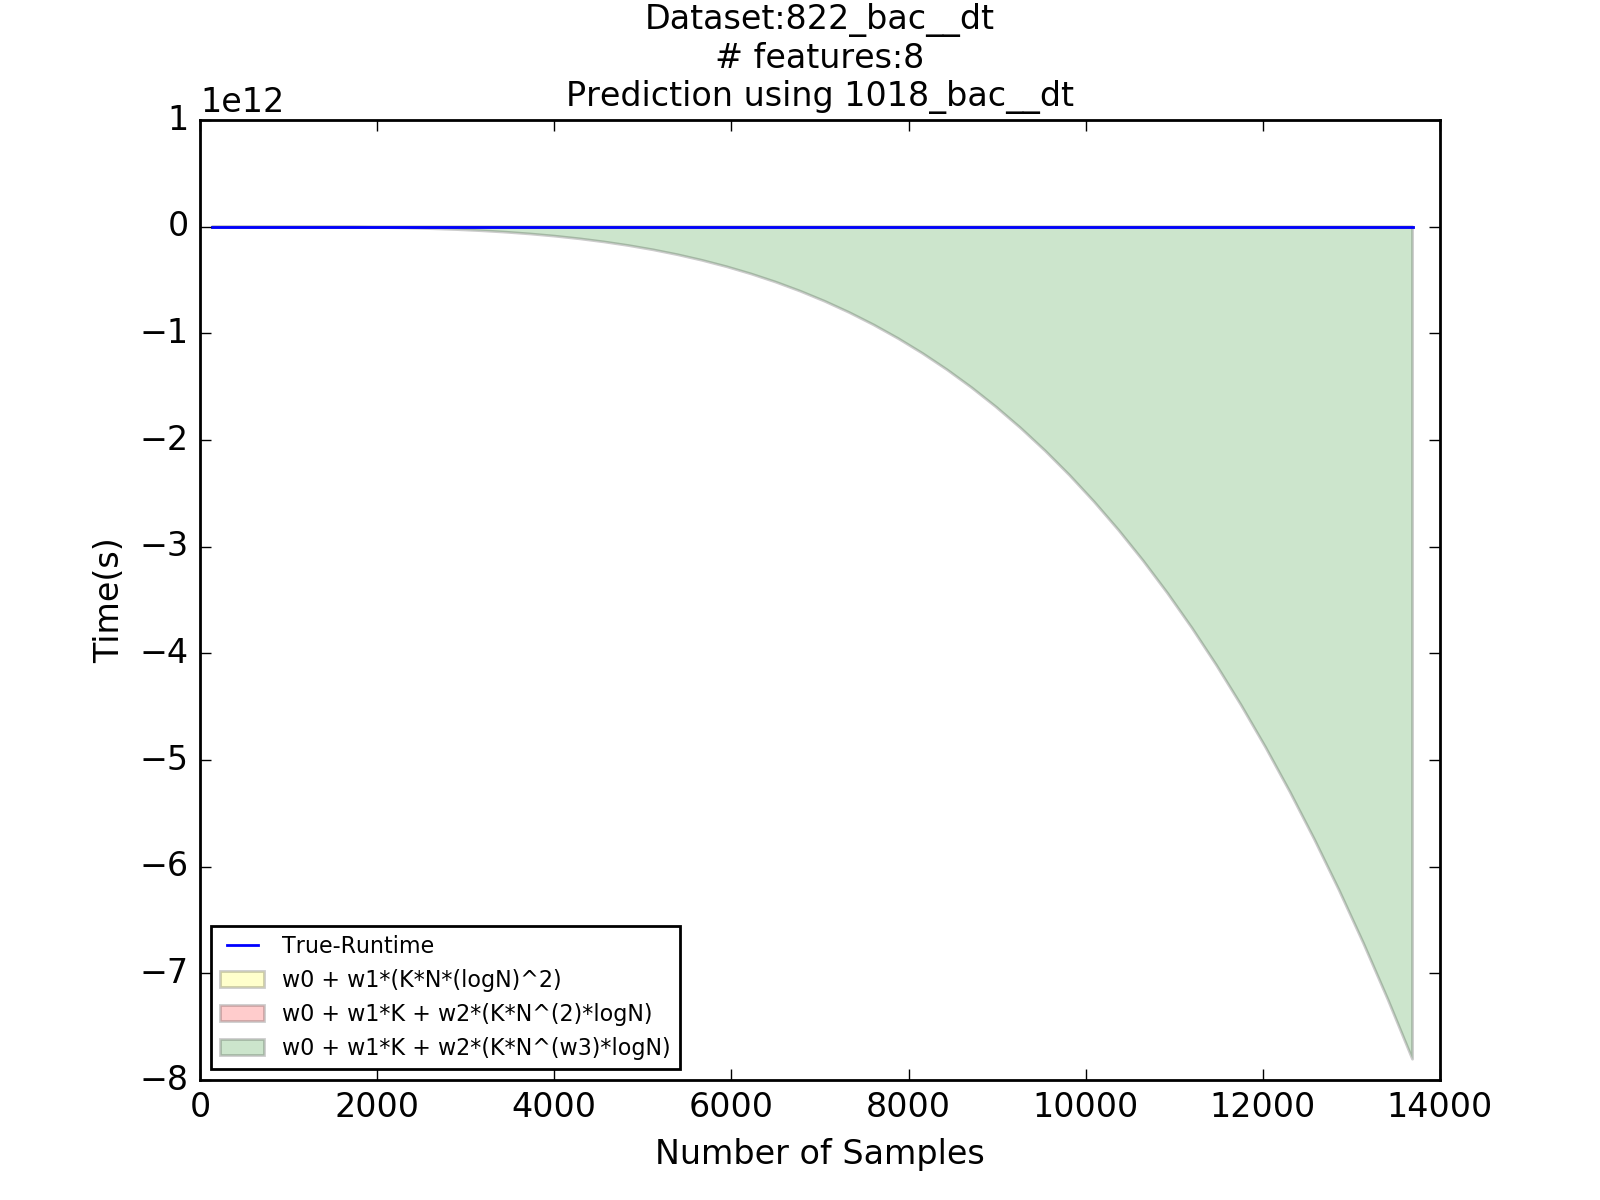 Dataset:822_bac__dt
# features:8
Prediction using 1018_bac__dt
1e12
1
0
−1
−2
−3
−4
−5
−6
−7
−8
Time(s)
True-Runtime
w0 + w1*(K*N*(logN)^2)
w0 + w1*K + w2*(K*N^(2)*logN)
w0 + w1*K + w2*(K*N^(w3)*logN)
0 2000 4000 6000 8000 10000 12000 14000
Number of Samples